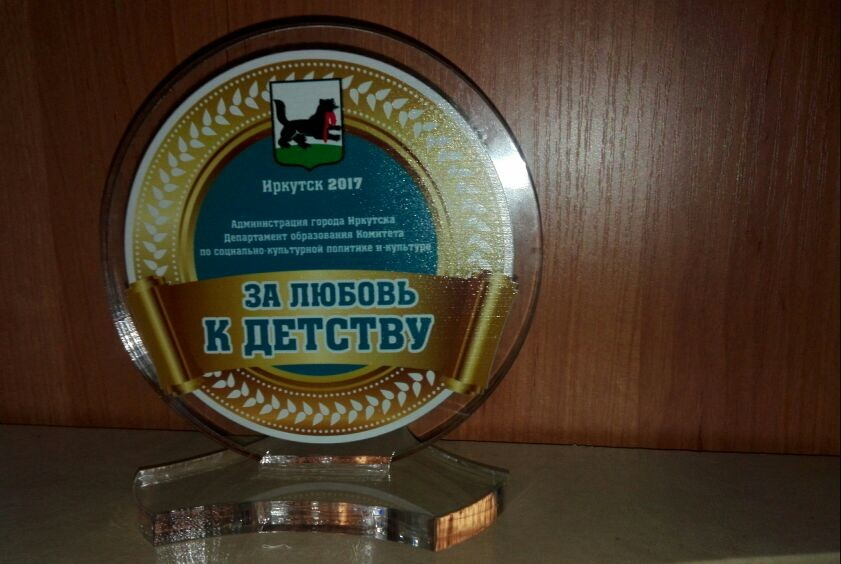 Иркутск 2017
Администрация города Иркутска
Департамент образования Комитета
по социально-культурной политике и культуре
ЗА ЛЮБОВЬ
К ДЕТСТВУ